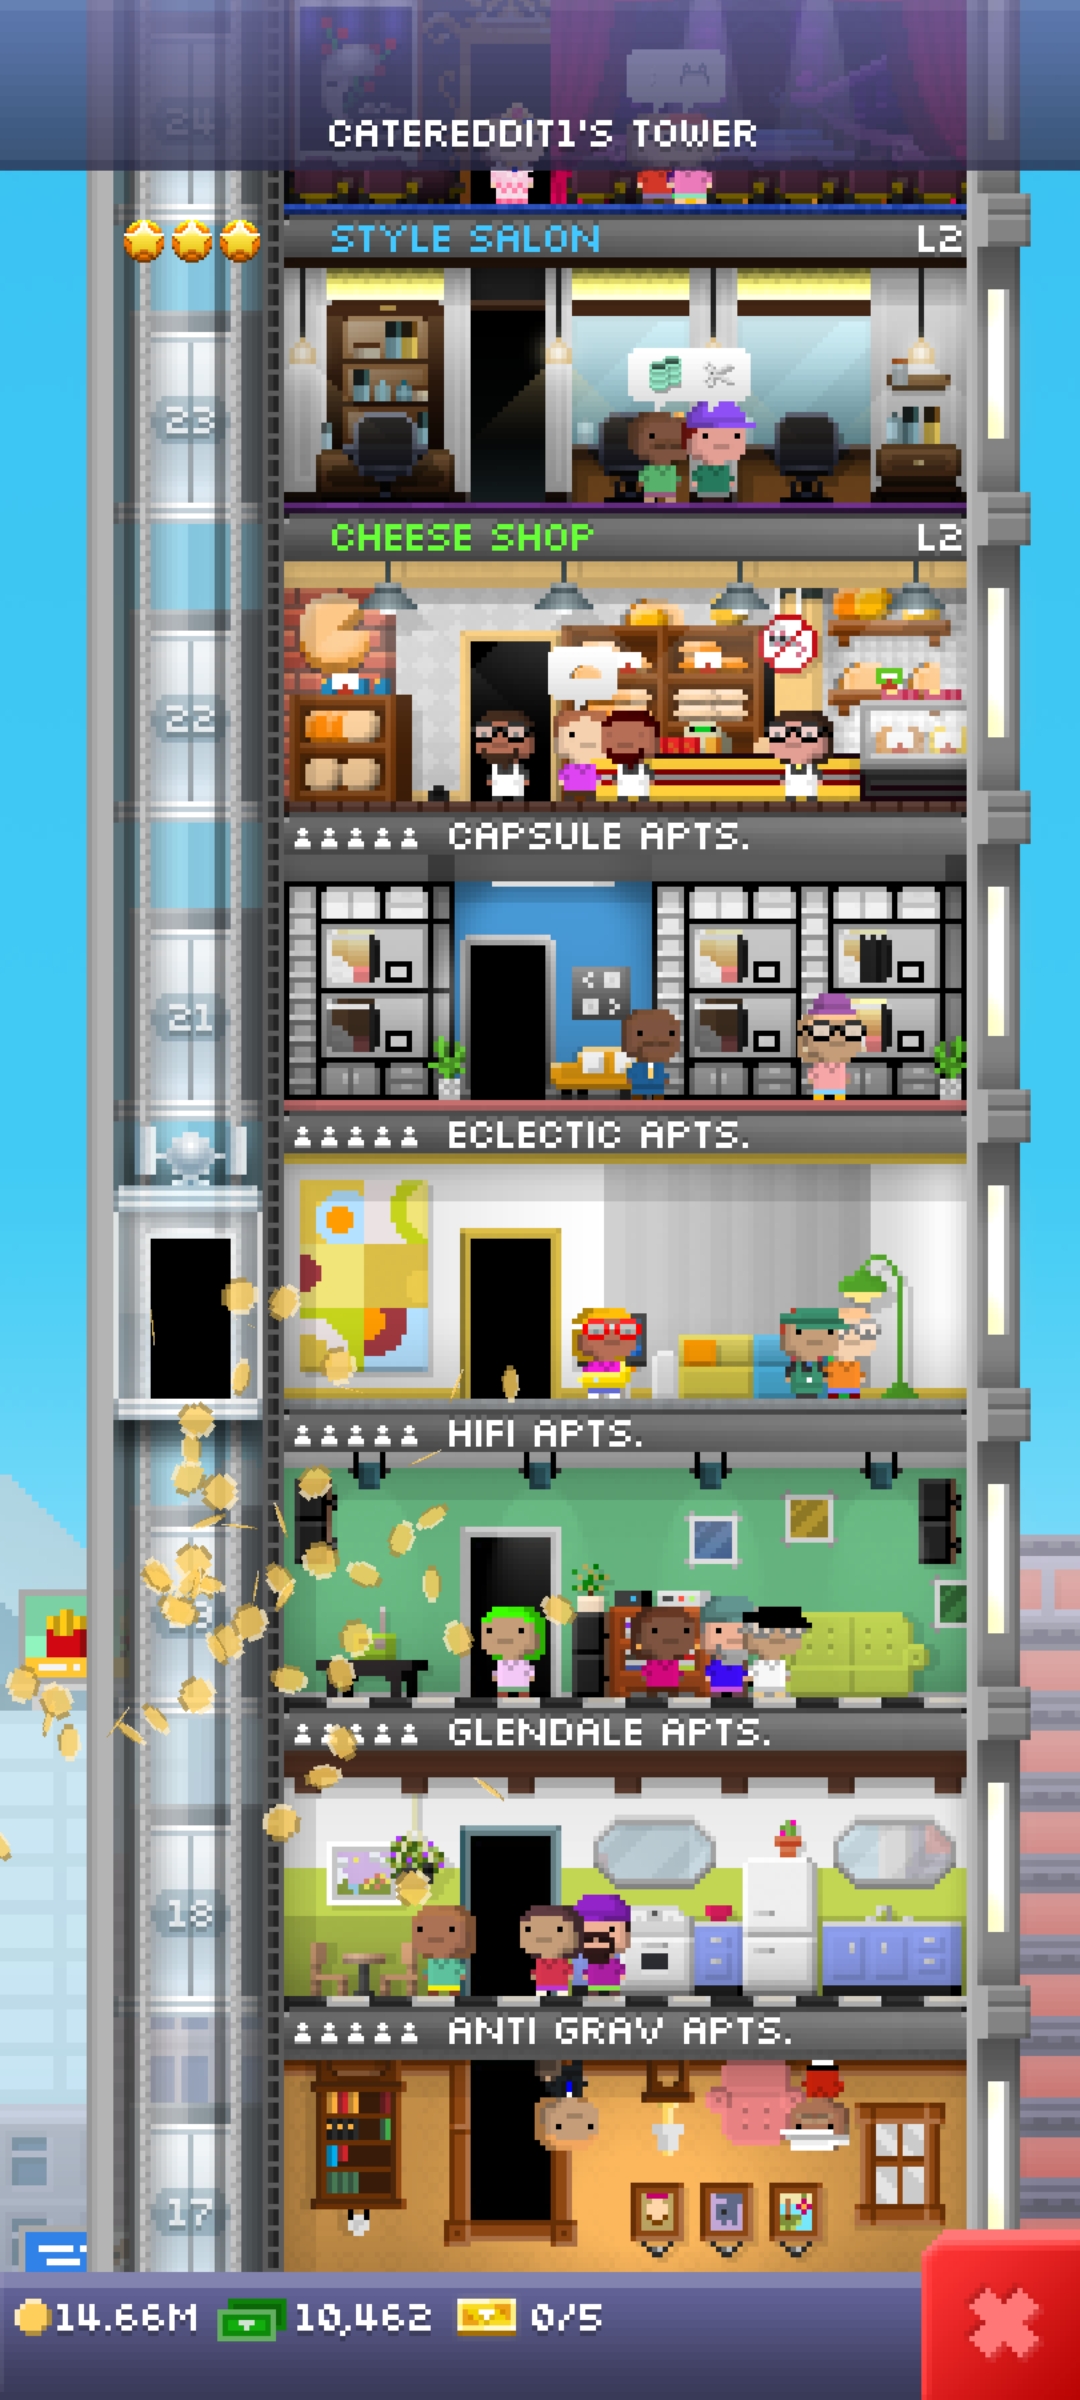 24
CATEREDDIT1'S TOWER
STYLE SALON L2
23
CHEESE SHOP L2
22
CAPSULE APTS.
21
ECLECTIC APTS.
HIFI APTS.
GLENDALE APTS.
18
ANTI GRAV APTS.
17
14.66M 10,462 0/5